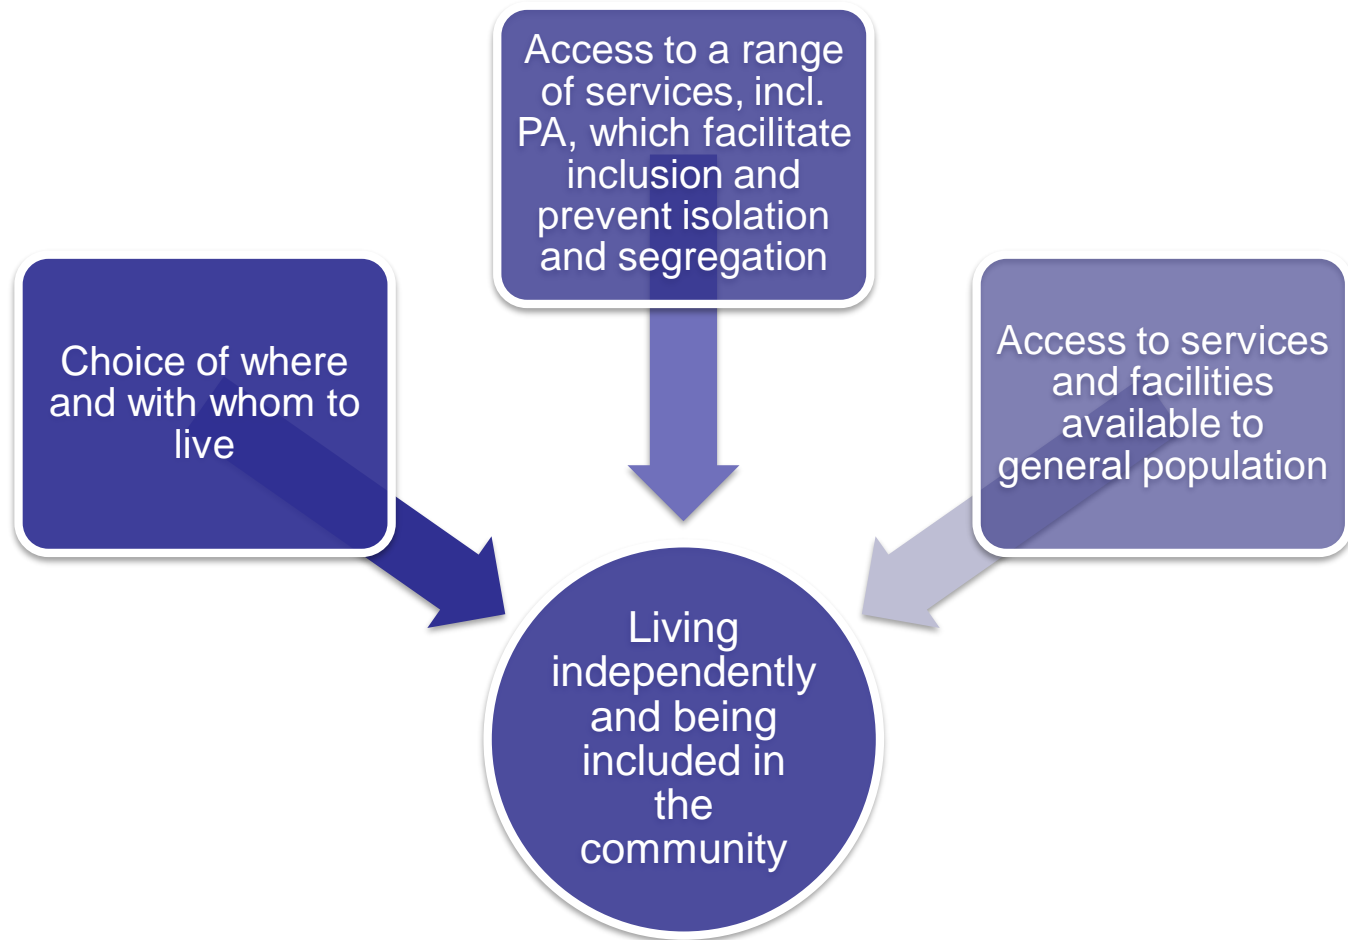 Access to a range
of services, incl.
PA, which facilitate
inclusion and
prevent isolation
and segregation
Choice of where
and with whom to
live
Access to services
and facilities
available to
general population
Living
independently
and being
included in
the
community